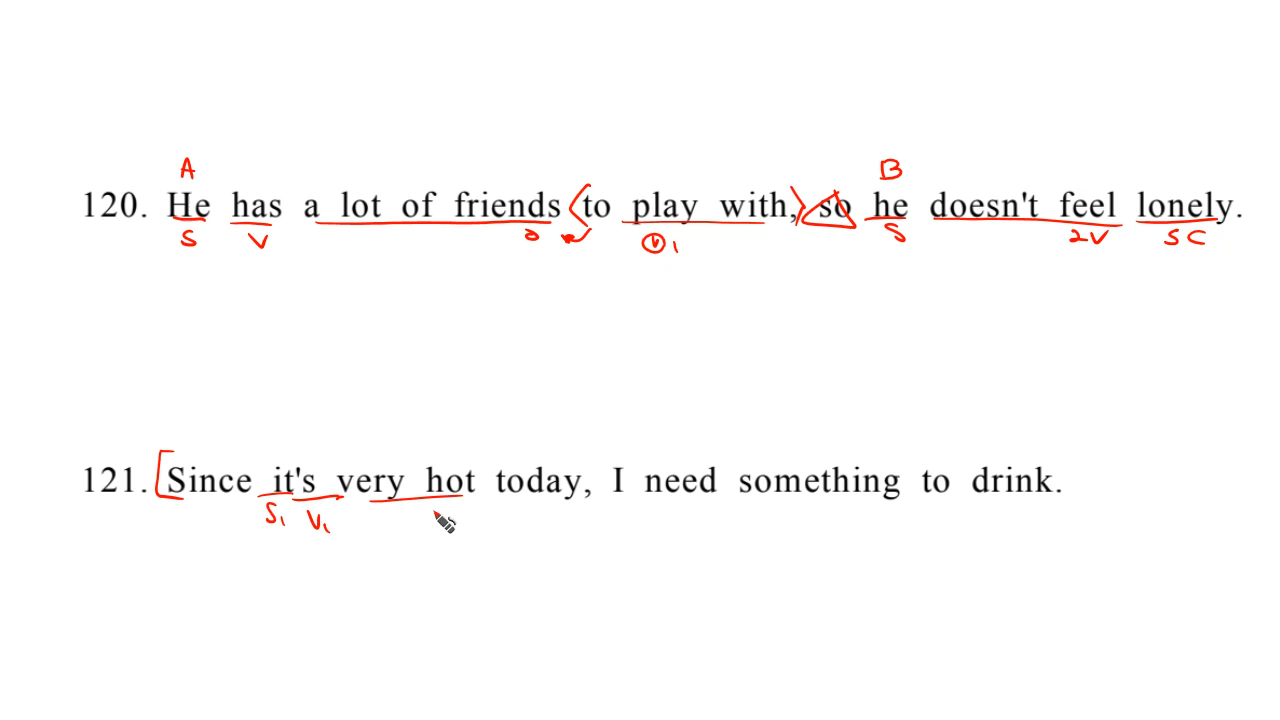 A B
120. He has a lot of friends to play with, so he doesn't feel lonely.
S V O V1 S 2V SC
121. Since it's very hot today, I need something to drink.
S1 V1